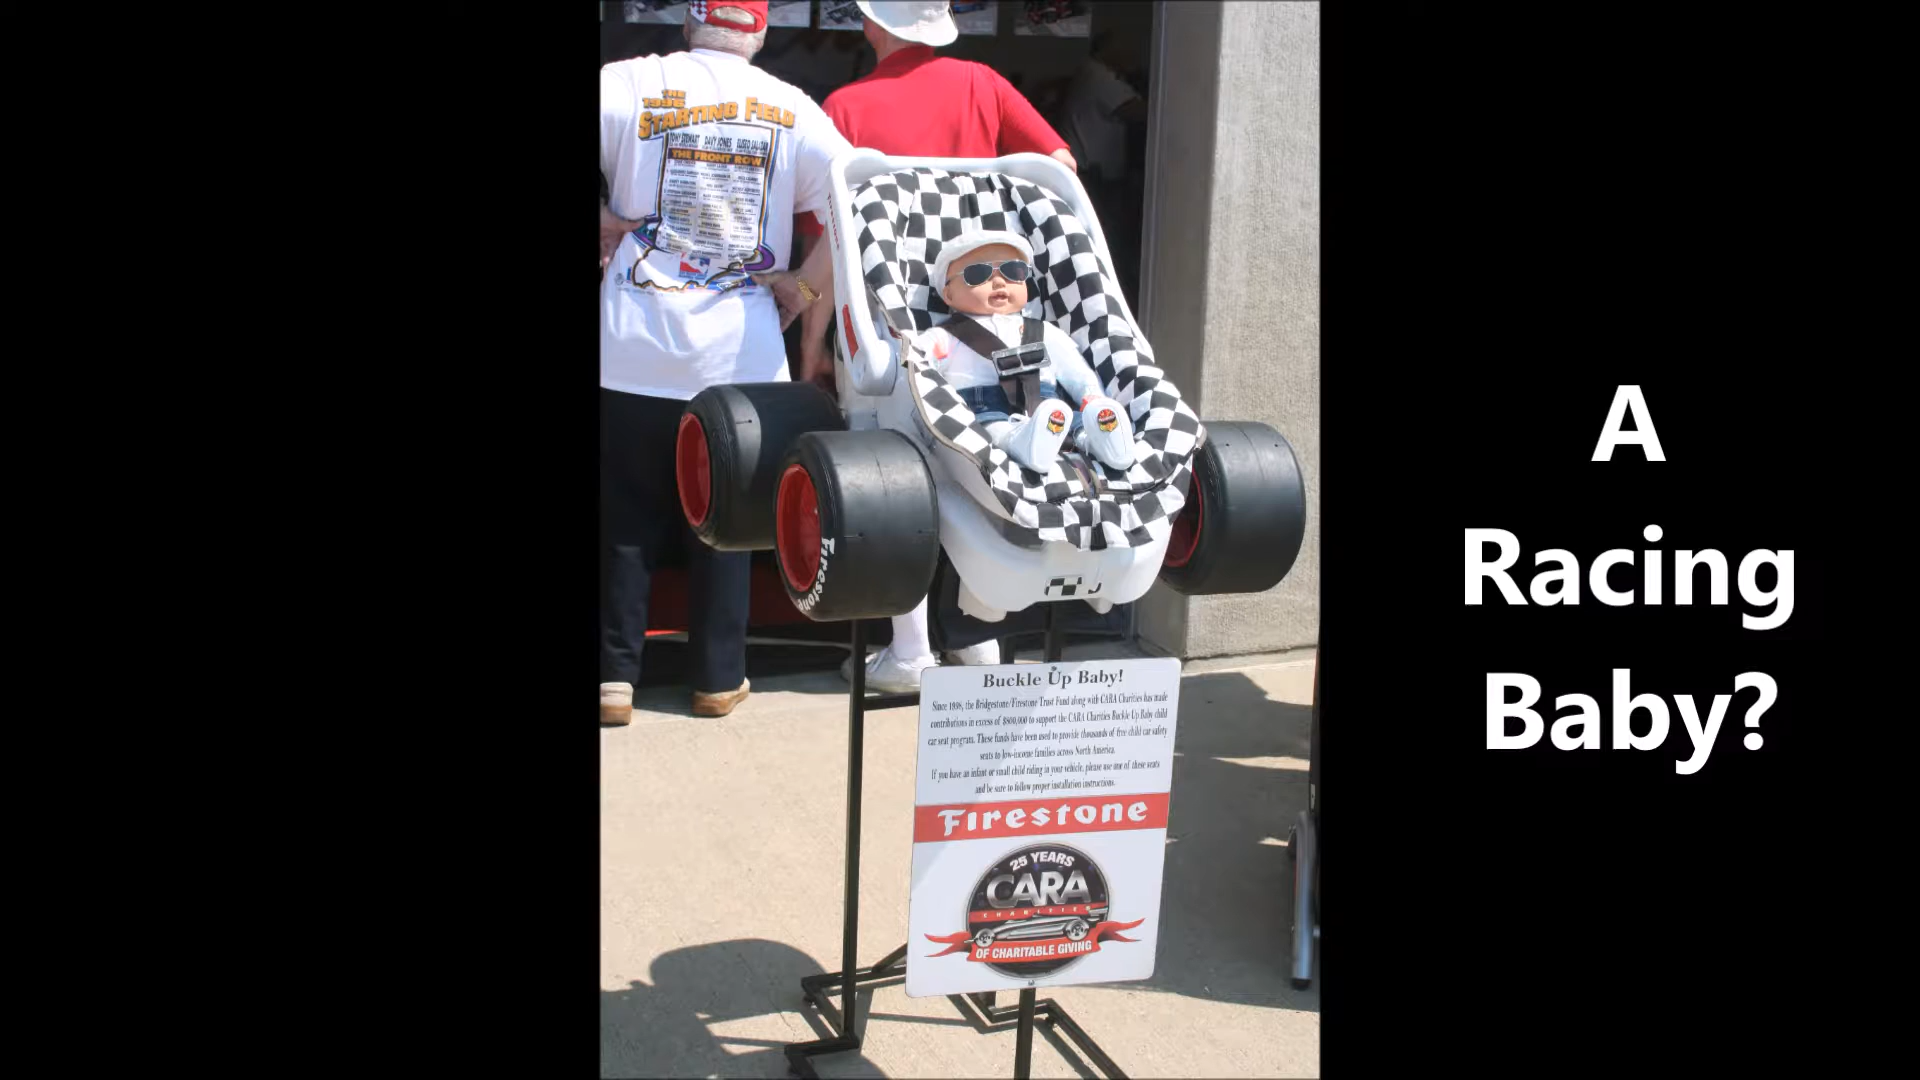 THE
1996
STARTING FIELD
TONY STEWART DAVY JONES ELISEO SALAZAR
THE FRONT ROW
Firestone
Buckle Up Baby!
Since 1998, the Bridgestone/Firestone Trust Fund along with CARA Charities has made
contributions in excess of $800,000 to support the CARA Charities Buckle Up Baby child
car seat program. These funds have been used to provide thousands of free child car safety
seats to low-income families across North America.
If you have an infant or small child riding in your vehicle, please use one of these seats
and be sure to follow proper installation instructions.
Firestone
25 YEARS
CARA
CHARITIES
OF CHARITABLE GIVING
A
Racing
Baby?